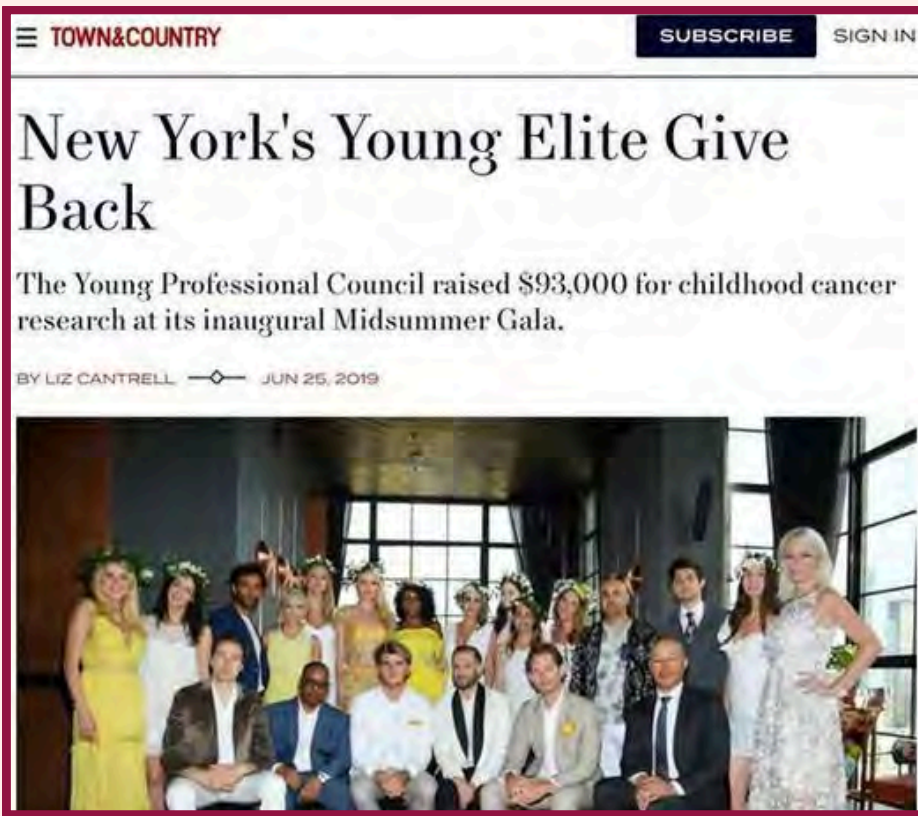 TOWN&COUNTRY SUBSCRIBE SIGN IN
New York's Young Elite Give
Back
The Young Professional Council raised $93,000 for childhood cancer
research at its inaugural Midsummer Gala.
BY LIZ CANTRELL JUN 25, 2019